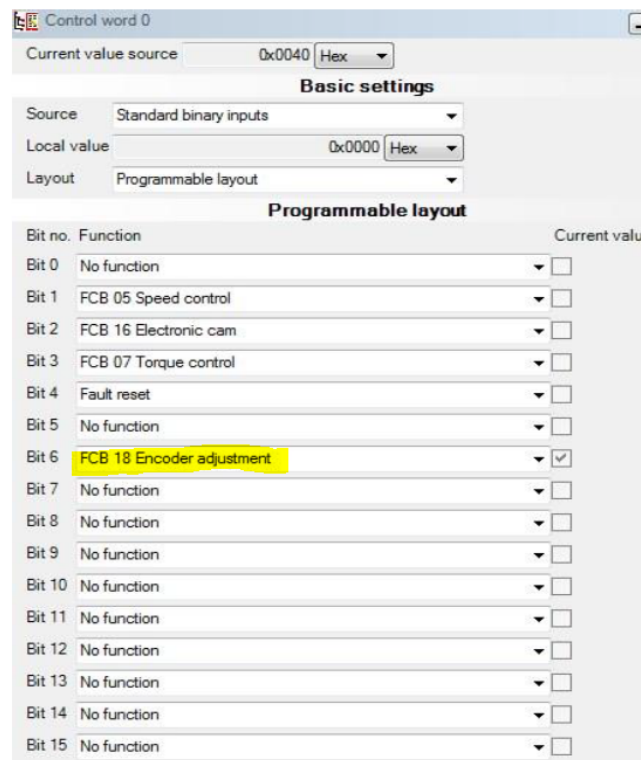 Control word 0
Current value source 0x0040 Hex
Basic settings
Source Standard binary inputs
Local value 0x0000 Hex
Layout Programmable layout
Programmable layout
Bit no. Function Current valu
Bit 0 No function
Bit 1 FCB 05 Speed control
Bit 2 FCB 16 Electronic cam
Bit 3 FCB 07 Torque control
Bit 4 Fault reset
Bit 5 No function
Bit 6 FCB 18 Encoder adjustment
Bit 7 No function
Bit 8 No function
Bit 9 No function
Bit 10 No function
Bit 11 No function
Bit 12 No function
Bit 13 No function
Bit 14 No function
Bit 15 No function